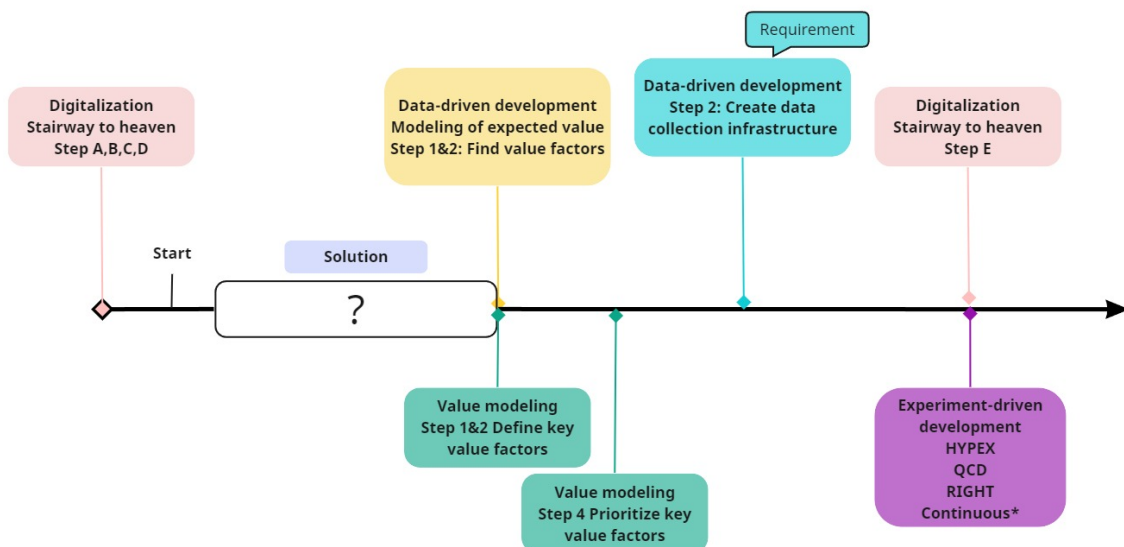 Requirement
Digitalization
Stairway to heaven
Step A,B,C,D
Data-driven development
Modeling of expected value
Step 1&2: Find value factors
Data-driven development
Step 2: Create data
collection infrastructure
Digitalization
Stairway to heaven
Step E
Start
Solution
?
Value modeling
Step 1&2 Define key
value factors
Value modeling
Step 4 Prioritize key
value factors
Experiment-driven
development
HYPEX
QCD
RIGHT
Continuous*